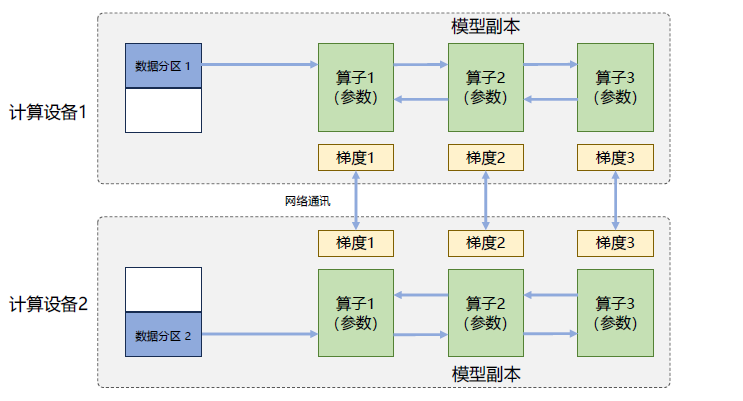 模型副本
数据分区 1
算子1
（参数）
算子2
（参数）
算子3
（参数）
计算设备1
梯度1
梯度2
梯度3
网络通讯
梯度1
梯度2
梯度3
计算设备2
算子1
（参数）
算子2
（参数）
算子3
（参数）
数据分区 2
模型副本